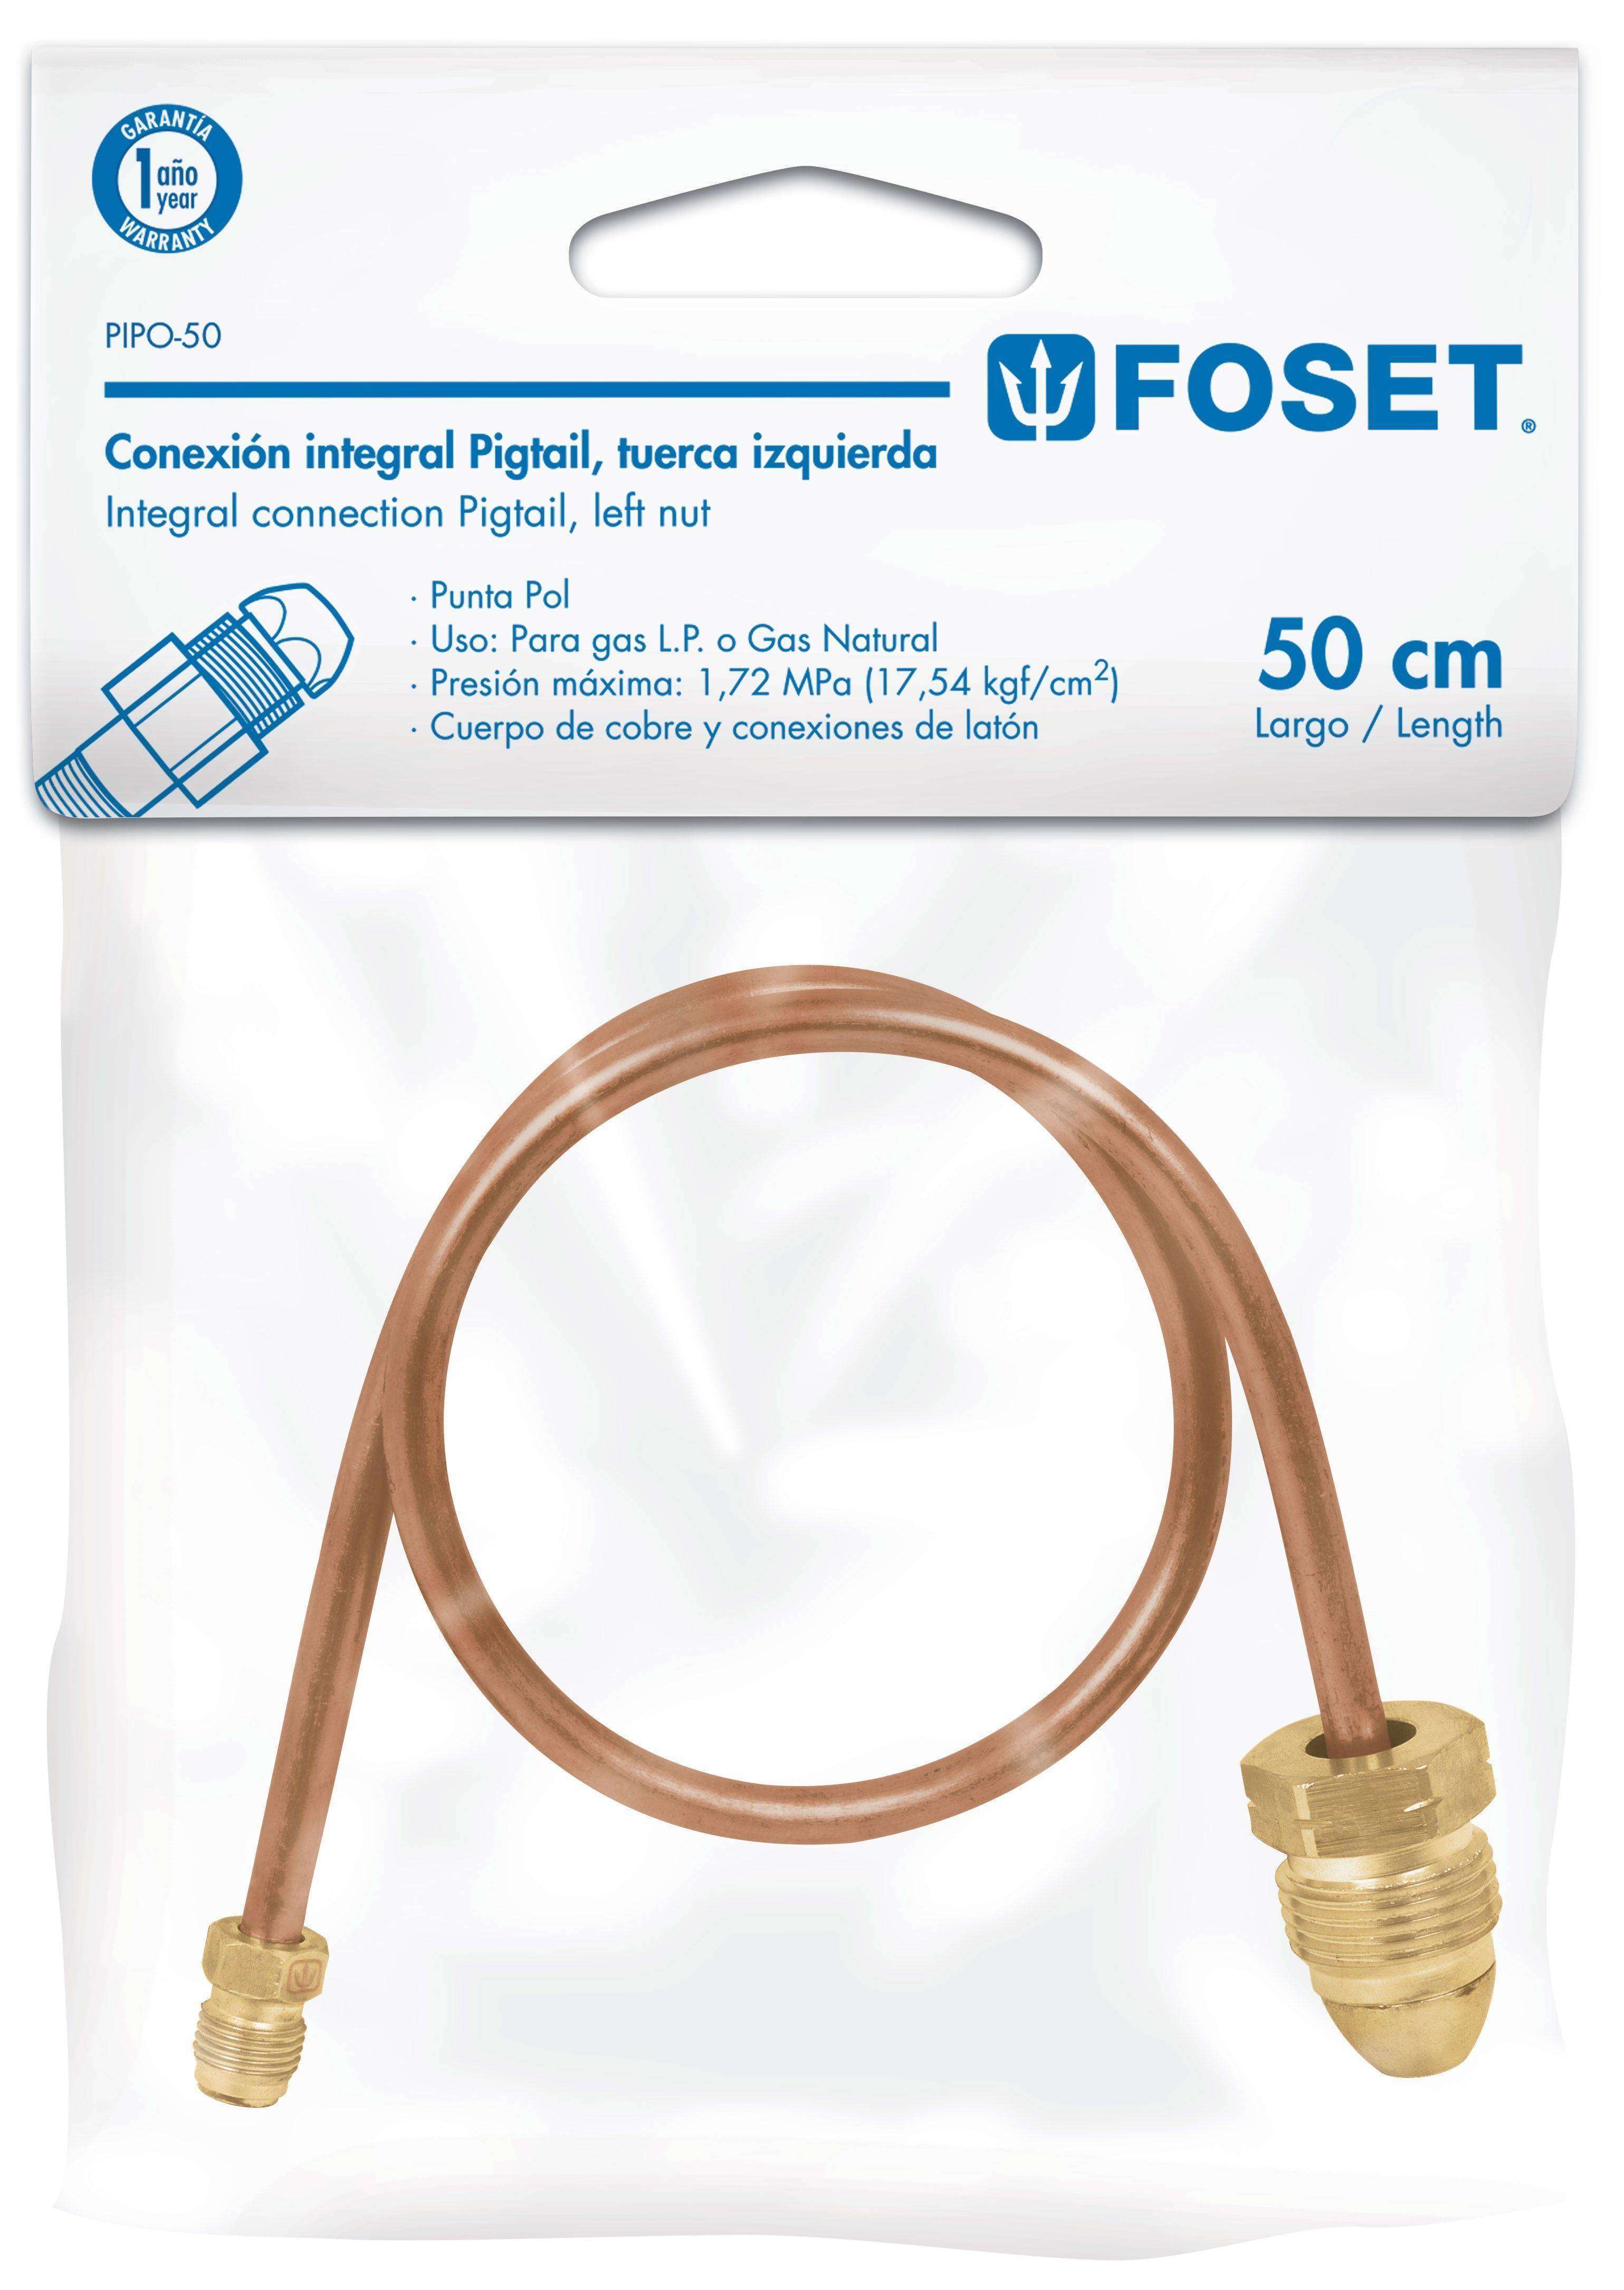 GARANTÍA
1 año
year
WARRANTY
PIPO-50
FOSET®
Conexión integral Pigtail, tuerca izquierda
Integral connection Pigtail, left nut
· Punta Pol
· Uso: Para gas L.P. o Gas Natural
· Presión máxima: 1,72 MPa (17,54 kgf/cm²)
· Cuerpo de cobre y conexiones de latón
50 cm
Largo / Length